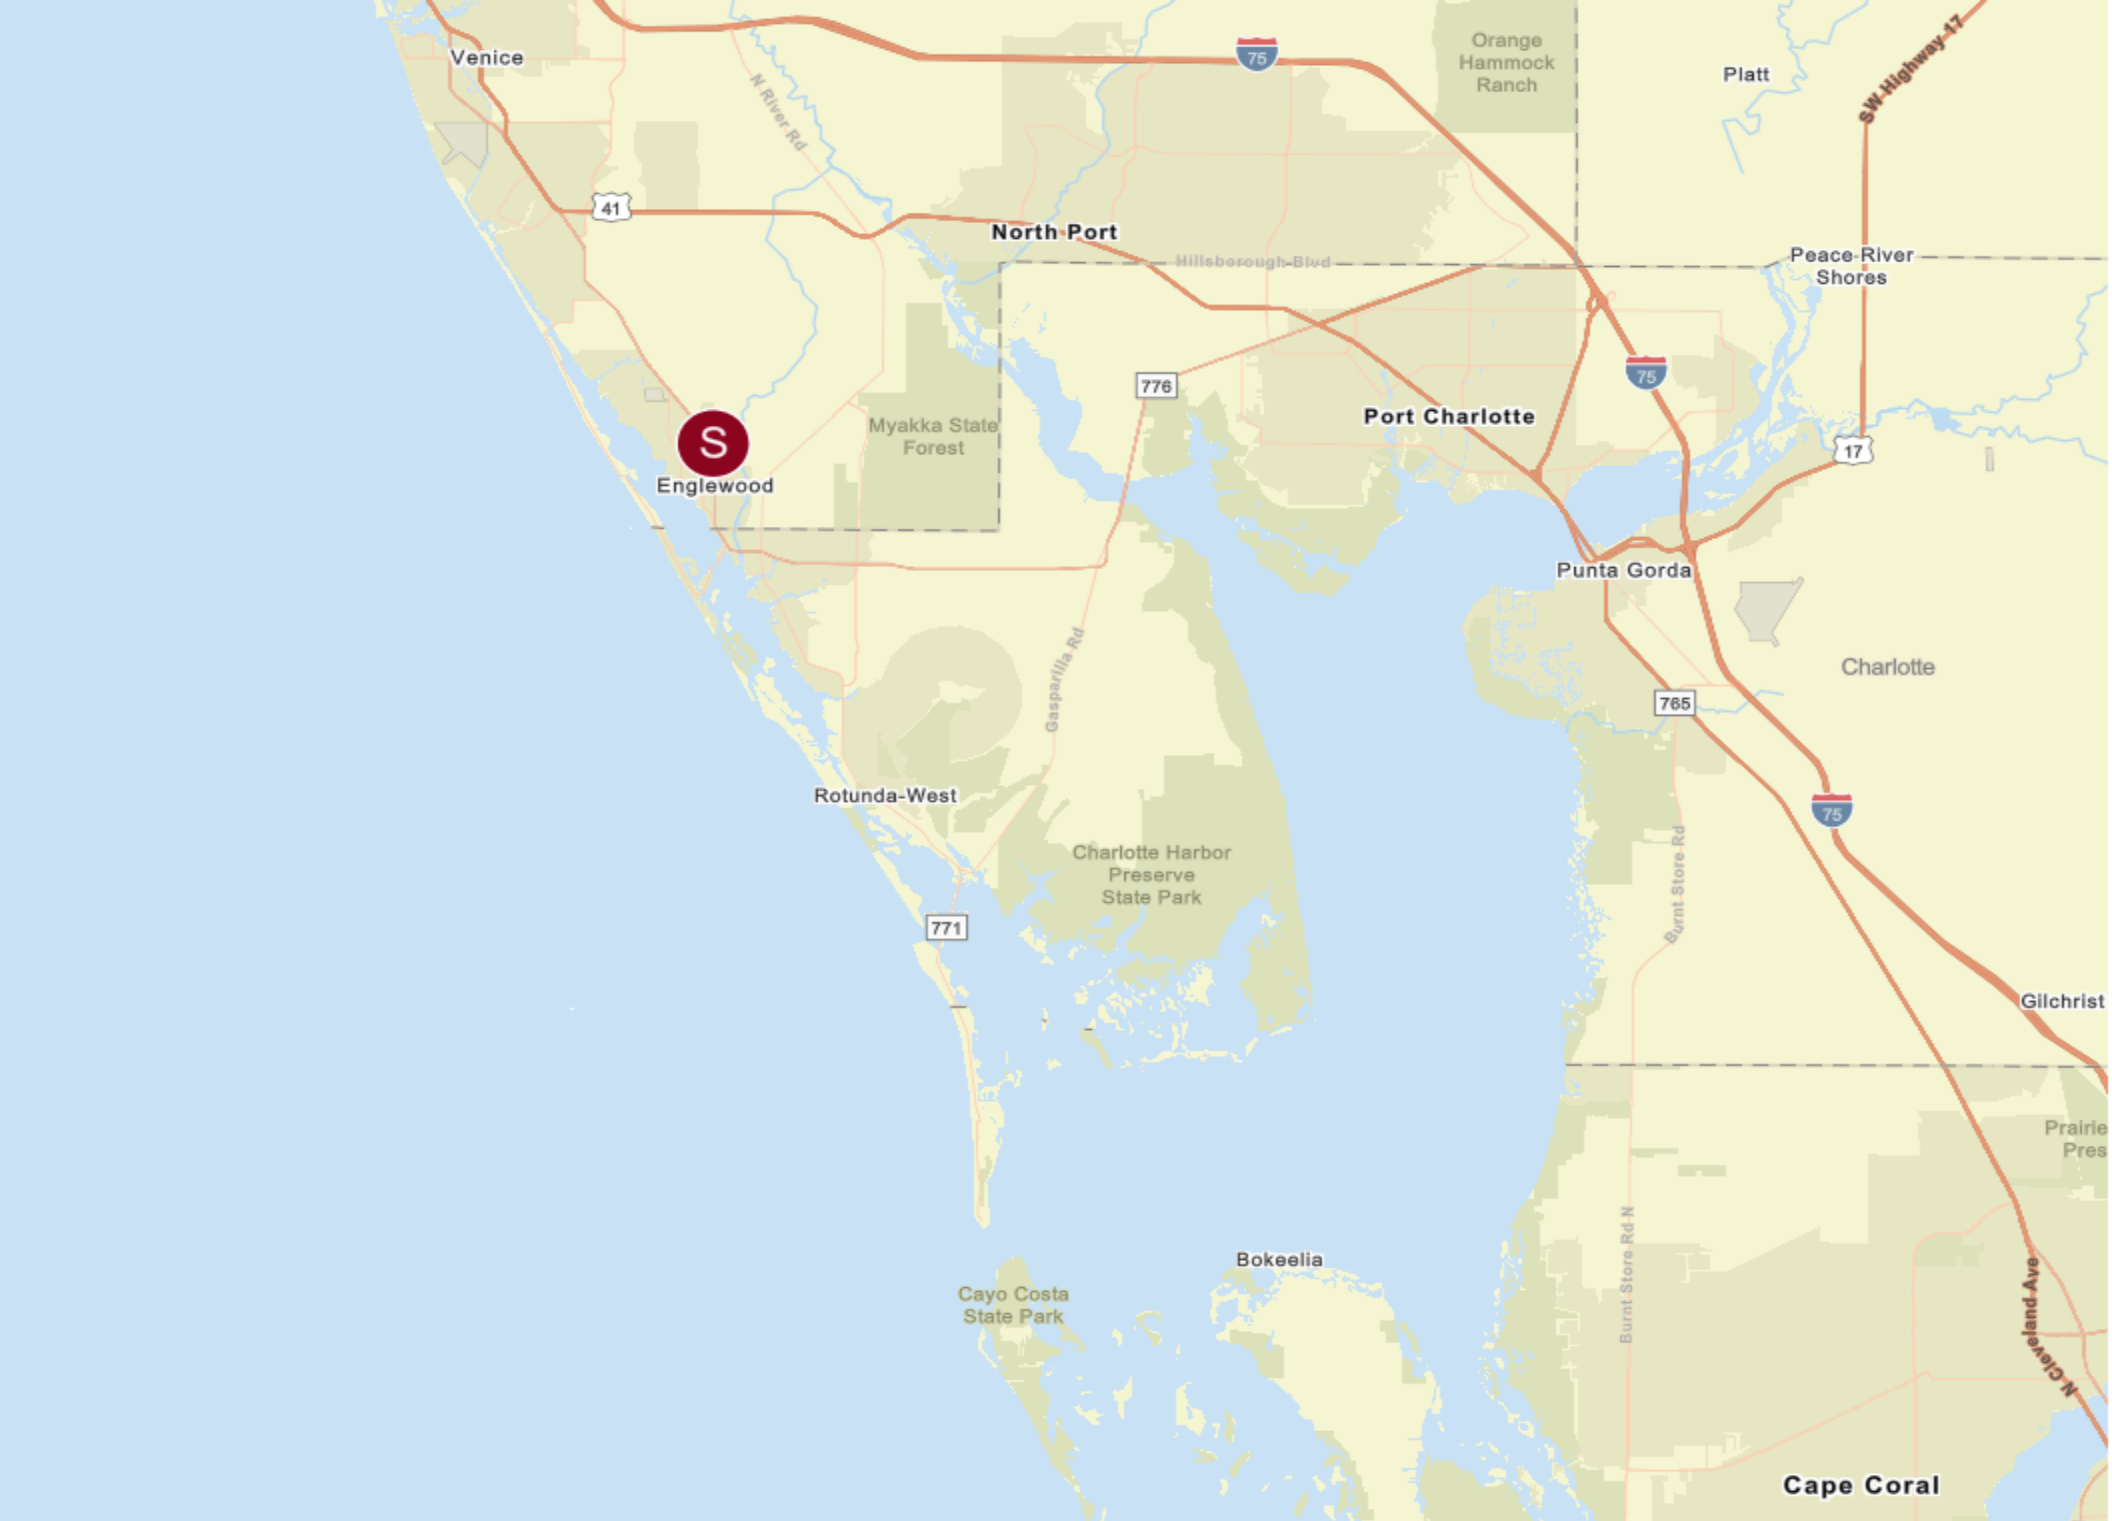 Venice
75
Orange
Hammock
Ranch
Platt
SW Highway 17
N River Rd
41
North Port
Hillsborough Blvd
Peace River
Shores
776
75
Port Charlotte
Myakka State
Forest
S
Englewood
17
Punta Gorda
Charlotte
Gasparilla Rd
765
Rotunda-West
75
Charlotte Harbor
Preserve
State Park
Burnt Store Rd
771
Gilchrist
Prairie
Pres
Bokeelia
Cayo Costa
State Park
Burnt Store Rd N
N Cleveland Ave
Cape Coral